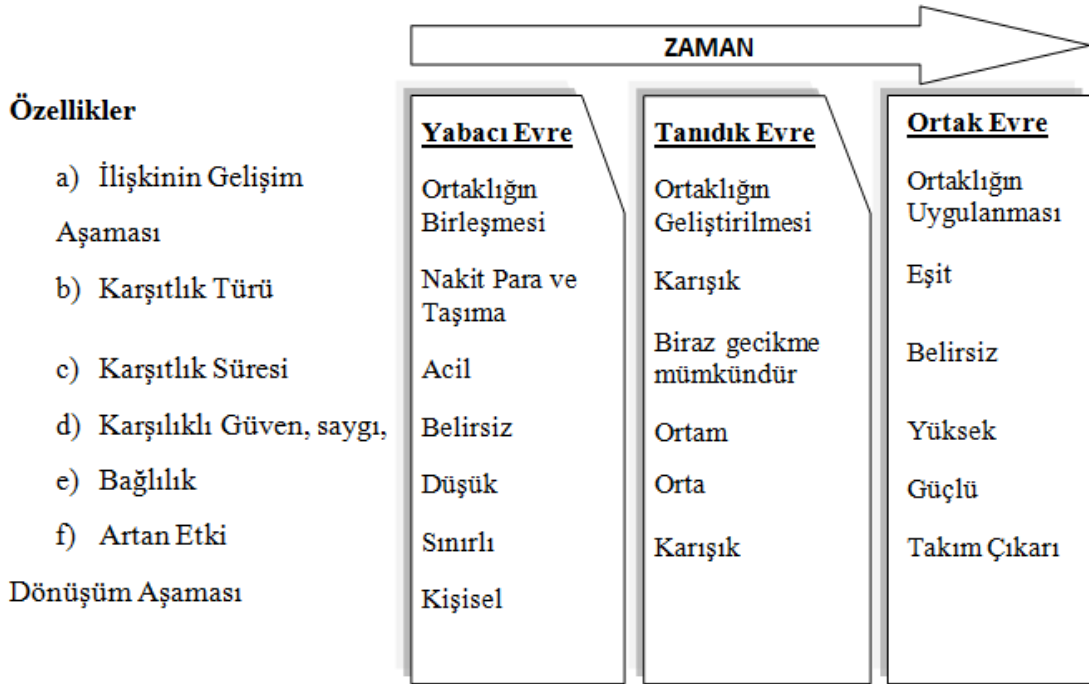 ZAMAN
Özellikler
a) İlişkinin Gelişim
Aşaması
b) Karşıtlık Türü
c) Karşıtlık Süresi
d) Karşılıklı Güven, saygı,
e) Bağlılık
f) Artan Etki
Dönüşüm Aşaması
Yabacı Evre
Ortaklığın
Birleşmesi
Nakit Para ve
Taşıma
Acil
Belirsiz
Düşük
Sınırlı
Kişisel
Tanıdık Evre
Ortaklığın
Geliştirilmesi
Karışık
Biraz gecikme
mümkündür
Ortam
Orta
Karışık
Ortak Evre
Ortaklığın
Uygulanması
Eşit
Belirsiz
Yüksek
Güçlü
Takım Çıkarı